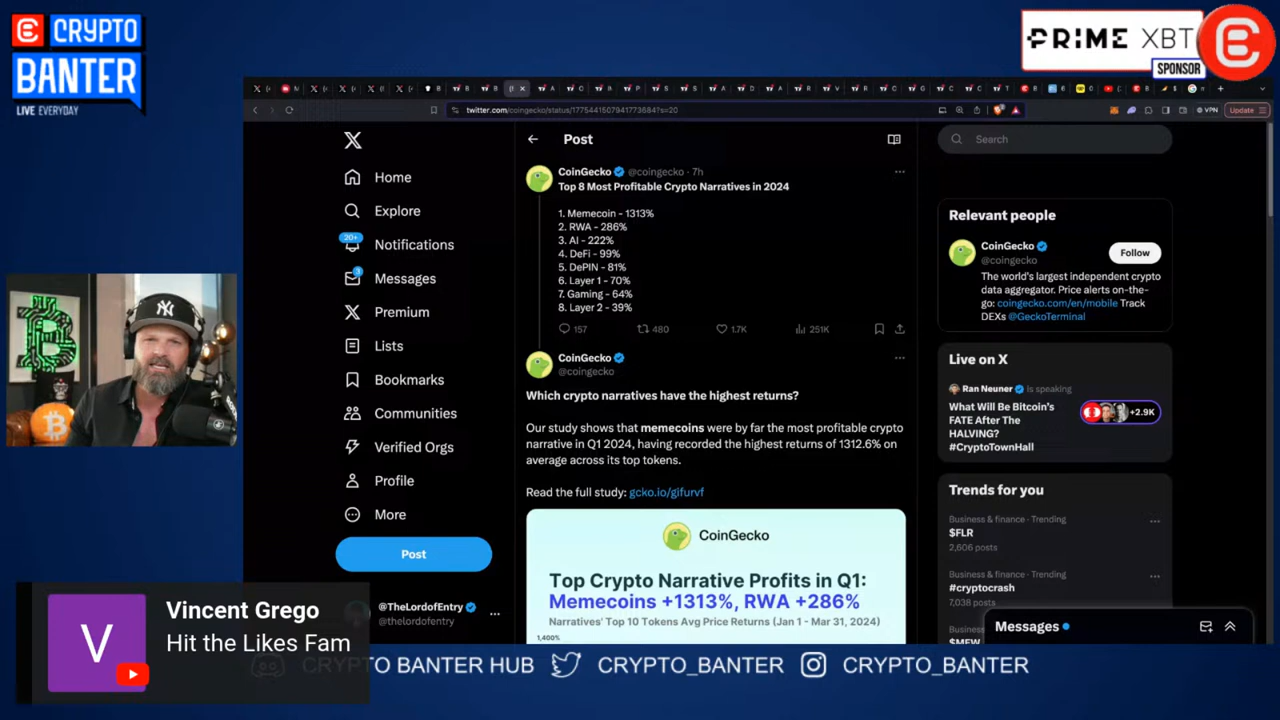 CRYPTO
BANTER
LIVE EVERYDAY
PRIME XBT
SPONSOR
twitter.com/coingecko/status/1775441507941773684?s=20
VPN
Update
Home
Explore
20+
Notifications
3
Messages
Premium
Lists
Bookmarks
Communities
Verified Orgs
Profile
More
Post
@TheLordofEntry
@thelordofentry
Post
CoinGecko @coingecko · 7h
Top 8 Most Profitable Crypto Narratives in 2024
1. Memecoin - 1313%
2. RWA - 286%
3. AI - 222%
4. DeFi - 99%
5. DePIN - 81%
6. Layer 1 - 70%
7. Gaming - 64%
8. Layer 2 - 39%
157 480 1.7K 251K
CoinGecko
@coingecko
Which crypto narratives have the highest returns?
Our study shows that memecoins were by far the most profitable crypto
narrative in Q1 2024, having recorded the highest returns of 1312.6% on
average across its top tokens.
Read the full study: gcko.io/gifurvf
CoinGecko
Top Crypto Narrative Profits in Q1:
Memecoins +1313%, RWA +286%
Narratives' Top 10 Tokens Avg Price Returns (Jan 1 - Mar 31, 2024)
1,400%
Search
Relevant people
CoinGecko
@coingecko
Follow
The world's largest independent crypto
data aggregator. Price alerts on-the-
go: coingecko.com/en/mobile Track
DEXs @GeckoTerminal
Live on X
Ran Neuner is speaking
What Will Be Bitcoin's
FATE After The
HALVING?
#CryptoTownHall
+2.9K
Trends for you
Business & finance · Trending
$FLR
2,606 posts
Business & finance · Trending
#cryptocrash
7,038 posts
$MEW
Messages
V
Vincent Grego
Hit the Likes Fam
CRYPTO BANTER HUB
CRYPTO_BANTER
CRYPTO_BANTER